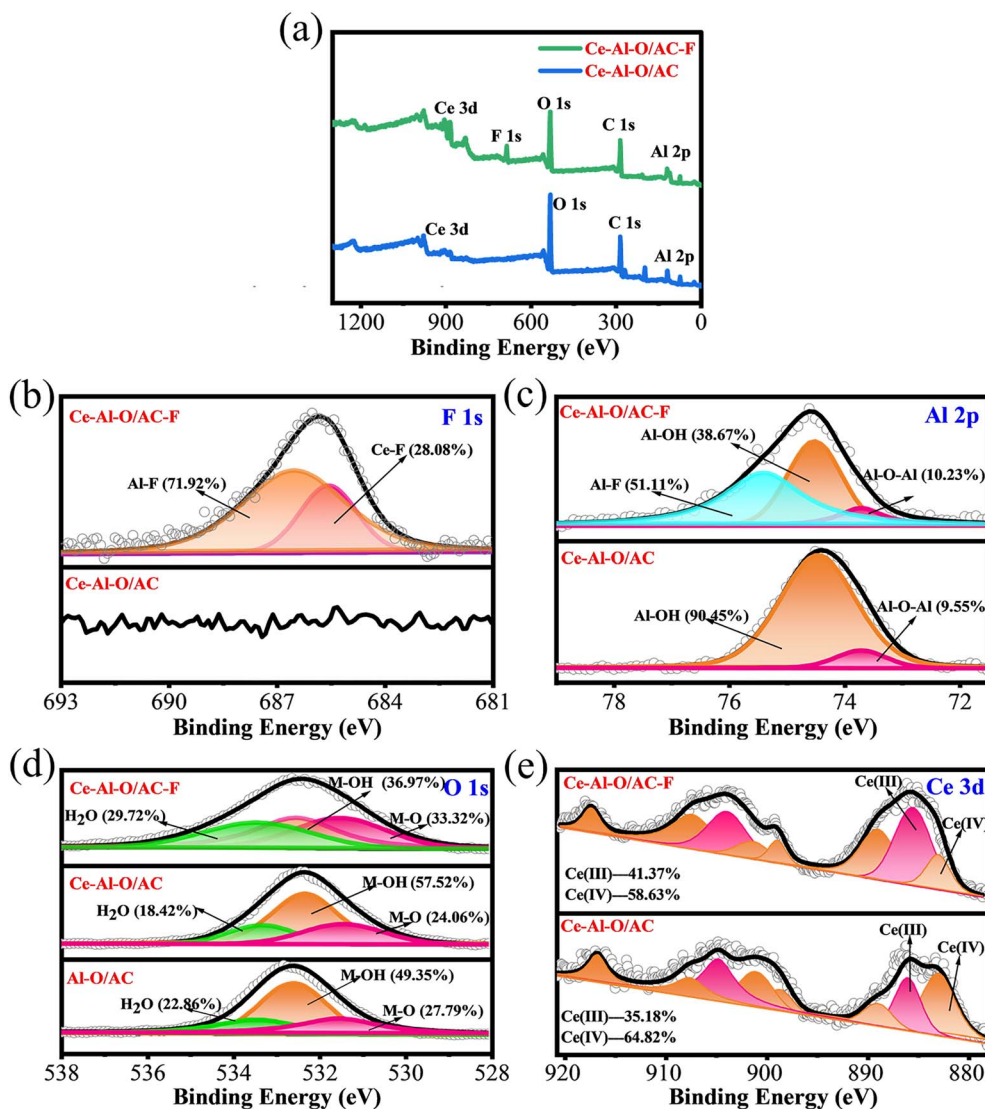 (a)
Ce-Al-O/AC-F
Ce-Al-O/AC
Ce 3d
F 1s
O 1s
C 1s
Al 2p
Ce 3d
O 1s
C 1s
Al 2p
1200 900 600 300 0
Binding Energy (eV)
(b)
Ce-Al-O/AC-F
F 1s
Ce-F (28.08%)
Al-F (71.92%)
Ce-Al-O/AC
693 690 687 684 681
Binding Energy (eV)
(c)
Ce-Al-O/AC-F
Al 2p
Al-OH (38.67%)
Al-F (51.11%)
Al-O-Al (10.23%)
Ce-Al-O/AC
Al-OH (90.45%)
Al-O-Al (9.55%)
78 76 74 72
Binding Energy (eV)
(d)
Ce-Al-O/AC-F
O 1s
M-OH (36.97%)
H2O (29.72%)
M-O (33.32%)
Ce-Al-O/AC
M-OH (57.52%)
H2O (18.42%)
M-O (24.06%)
Al-O/AC
M-OH (49.35%)
H2O (22.86%)
M-O (27.79%)
538 536 534 532 530 528
Binding Energy (eV)
(e)
Ce-Al-O/AC-F
Ce(III)
Ce 3d
Ce(IV)
Ce(III)—41.37%
Ce(IV)—58.63%
Ce-Al-O/AC
Ce(III)
Ce(IV)
Ce(III)—35.18%
Ce(IV)—64.82%
920 910 900 890 880
Binding Energy (eV)